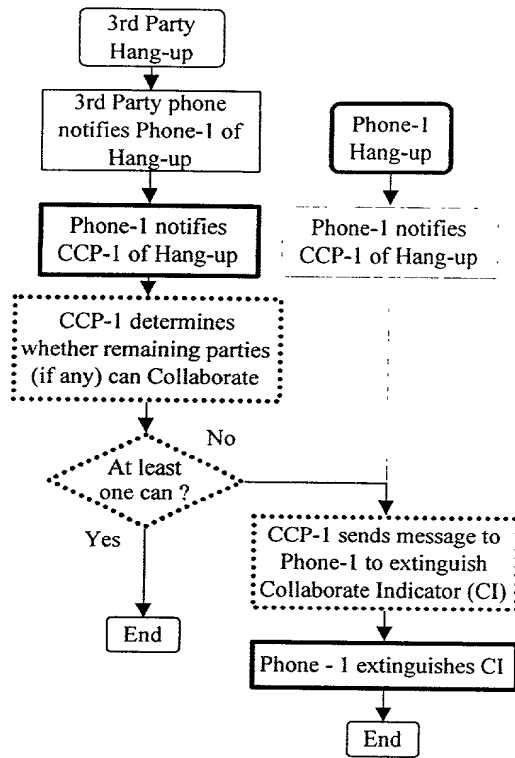 3rd Party
Hang-up
3rd Party phone
notifies Phone-1 of
Hang-up
Phone-1
Hang-up
Phone-1 notifies
CCP-1 of Hang-up
Phone-1 notifies
CCP-1 of Hang-up
CCP-1 determines
whether remaining parties
(if any) can Collaborate
No
At least
one can ?
Yes
CCP-1 sends message to
Phone-1 to extinguish
Collaborate Indicator (CI)
End
Phone - 1 extinguishes CI
End